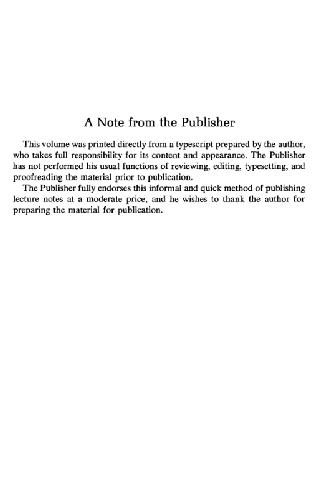 A Note from the Publisher
This volume was printed directly from a typescript prepared by the author,
who takes full responsibility for its content and appearance. The Publisher
has not performed his usual functions of reviewing, editing, typesetting, and
proofreading the material prior to publication.
The Publisher fully endorses this informal and quick method of publishing
lecture notes at a moderate price, and he wishes to thank the author for
preparing the material for publication.